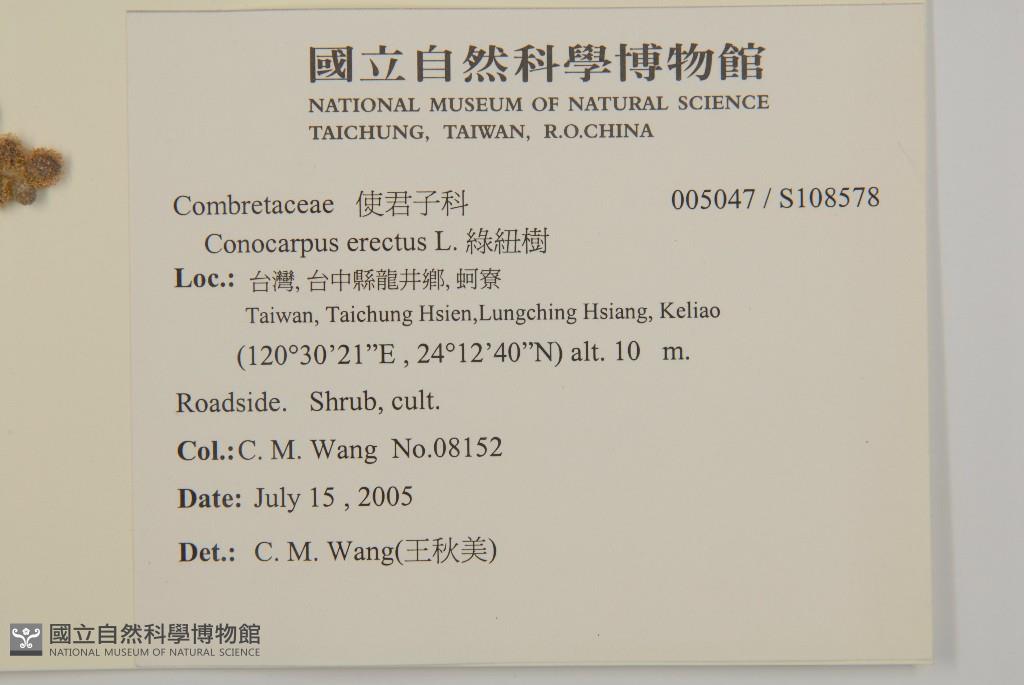 國立自然科學博物館
NATIONAL MUSEUM OF NATURAL SCIENCE
TAICHUNG, TAIWAN, R.O.CHINA
Combretaceae 使君子科 005047 / S108578
Conocarpus erectus L. 綠紐樹
Loc.: 台灣, 台中縣龍井鄉, 蚵寮
Taiwan, Taichung Hsien,Lungching Hsiang, Keliao
(120°30’21”E , 24°12’40”N) alt. 10 m.
Roadside. Shrub, cult.
Col.:C. M. Wang No.08152
Date: July 15 , 2005
Det.: C. M. Wang(王秋美)
國立自然科學博物館
NATIONAL MUSEUM OF NATURAL SCIENCE